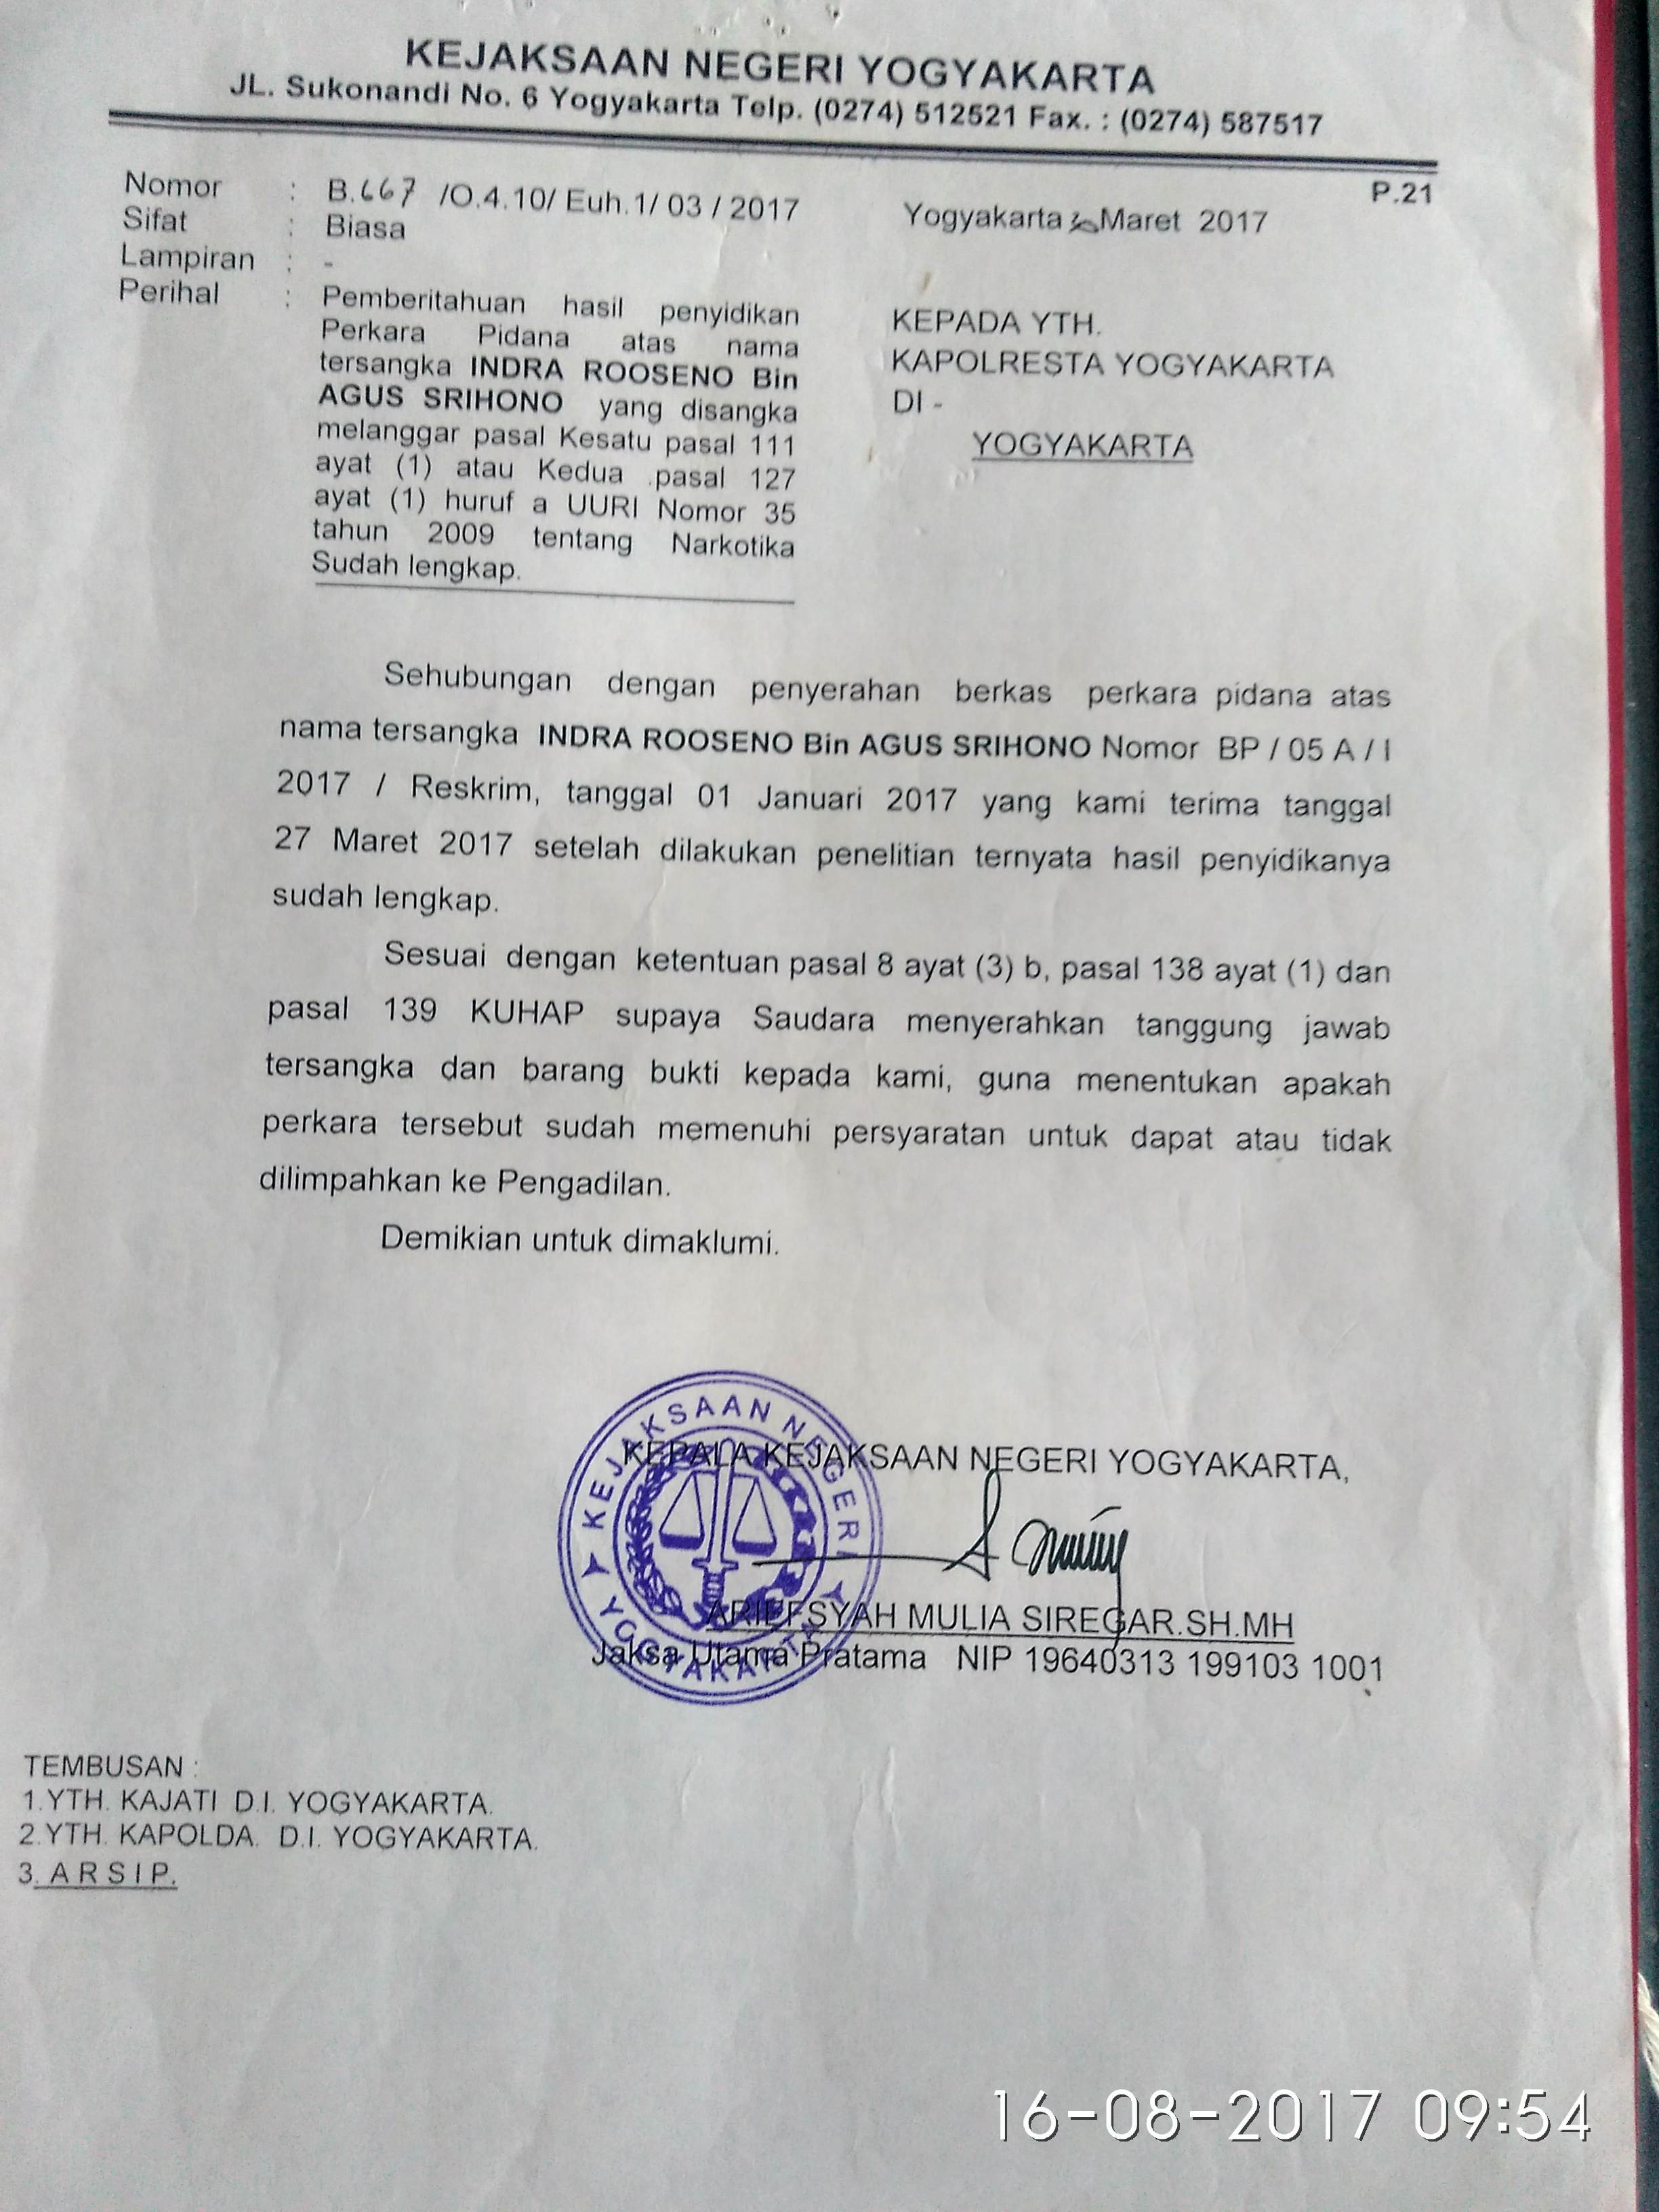 KEJAKSAAN NEGERI YOGYAKARTA
JL. Sukonandi No. 6 Yogyakarta Telp. (0274) 512521 Fax. : (0274) 587517
P.21
Nomor : B.667 /O.4.10/ Euh.1/ 03 / 2017
Sifat : Biasa
Lampiran : -
Perihal : Pemberitahuan hasil penyidikan
Perkara Pidana atas nama
tersangka INDRA ROOSENO Bin
AGUS SRIHONO yang disangka
melanggar pasal Kesatu pasal 111
ayat (1) atau Kedua pasal 127
ayat (1) huruf a UURI Nomor 35
tahun 2009 tentang Narkotika
Sudah lengkap.
Yogyakarta Maret 2017
KEPADA YTH.
KAPOLRESTA YOGYAKARTA
DI -
YOGYAKARTA
Sehubungan dengan penyerahan berkas perkara pidana atas
nama tersangka INDRA ROOSENO Bin AGUS SRIHONO Nomor BP / 05 A / I
2017 / Reskrim, tanggal 01 Januari 2017 yang kami terima tanggal
27 Maret 2017 setelah dilakukan penelitian ternyata hasil penyidikanya
sudah lengkap.
Sesuai dengan ketentuan pasal 8 ayat (3) b, pasal 138 ayat (1) dan
pasal 139 KUHAP supaya Saudara menyerahkan tanggung jawab
tersangka dan barang bukti kepada kami, guna menentukan apakah
perkara tersebut sudah memenuhi persyaratan untuk dapat atau tidak
dilimpahkan ke Pengadilan.
Demikian untuk dimaklumi.
KEPALA KEJAKSAAN NEGERI YOGYAKARTA,
KEJAKSAAN NEGERI
YOGYAKARTA
ARIEFSYAH MULIA SIREGAR.SH.MH
Jaksa Utama Pratama NIP 19640313 199103 1001
TEMBUSAN :
1.YTH. KAJATI D.I. YOGYAKARTA.
2.YTH. KAPOLDA. D.I. YOGYAKARTA.
3. A R S I P.
16-08-2017 09:54